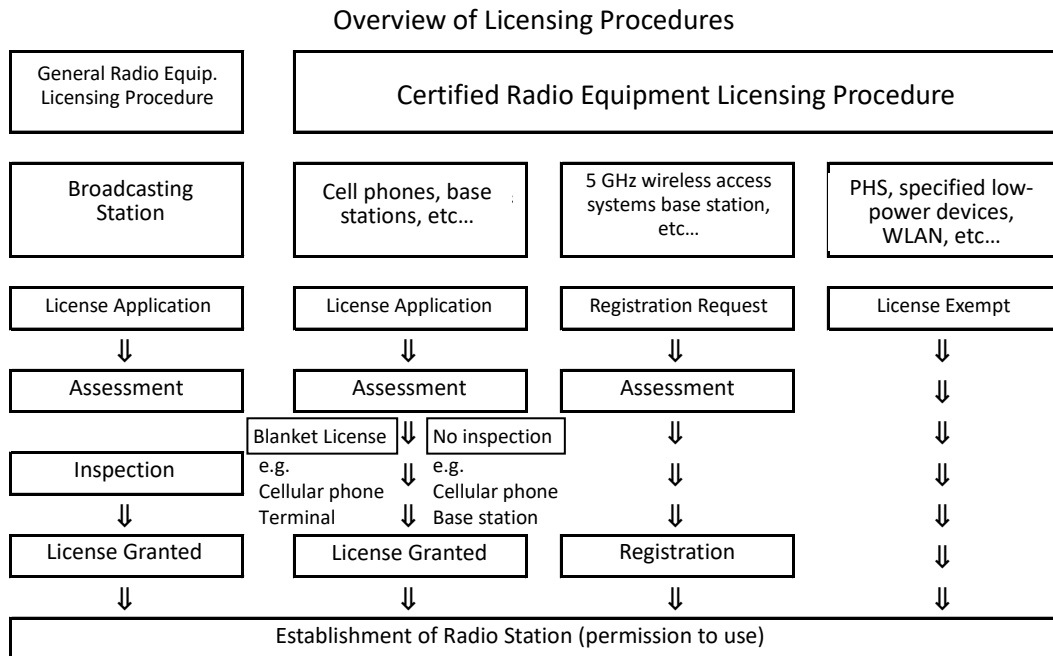 Overview of Licensing Procedures
General Radio Equip.
Licensing Procedure
Certified Radio Equipment Licensing Procedure
Broadcasting
Station
Cell phones, base
stations, etc…
5 GHz wireless access
systems base station,
etc…
PHS, specified low-
power devices,
WLAN, etc…
License Application
License Application
Registration Request
License Exempt
⇓ ⇓ ⇓ ⇓
Assessment
Assessment
Assessment
⇓
Blanket License
⇓
No inspection
⇓ ⇓
Inspection
e.g.
Cellular phone
Terminal
⇓
e.g.
Cellular phone
Base station
⇓ ⇓
⇓ ⇓ ⇓ ⇓
License Granted
License Granted
Registration
⇓
⇓ ⇓ ⇓ ⇓
Establishment of Radio Station (permission to use)